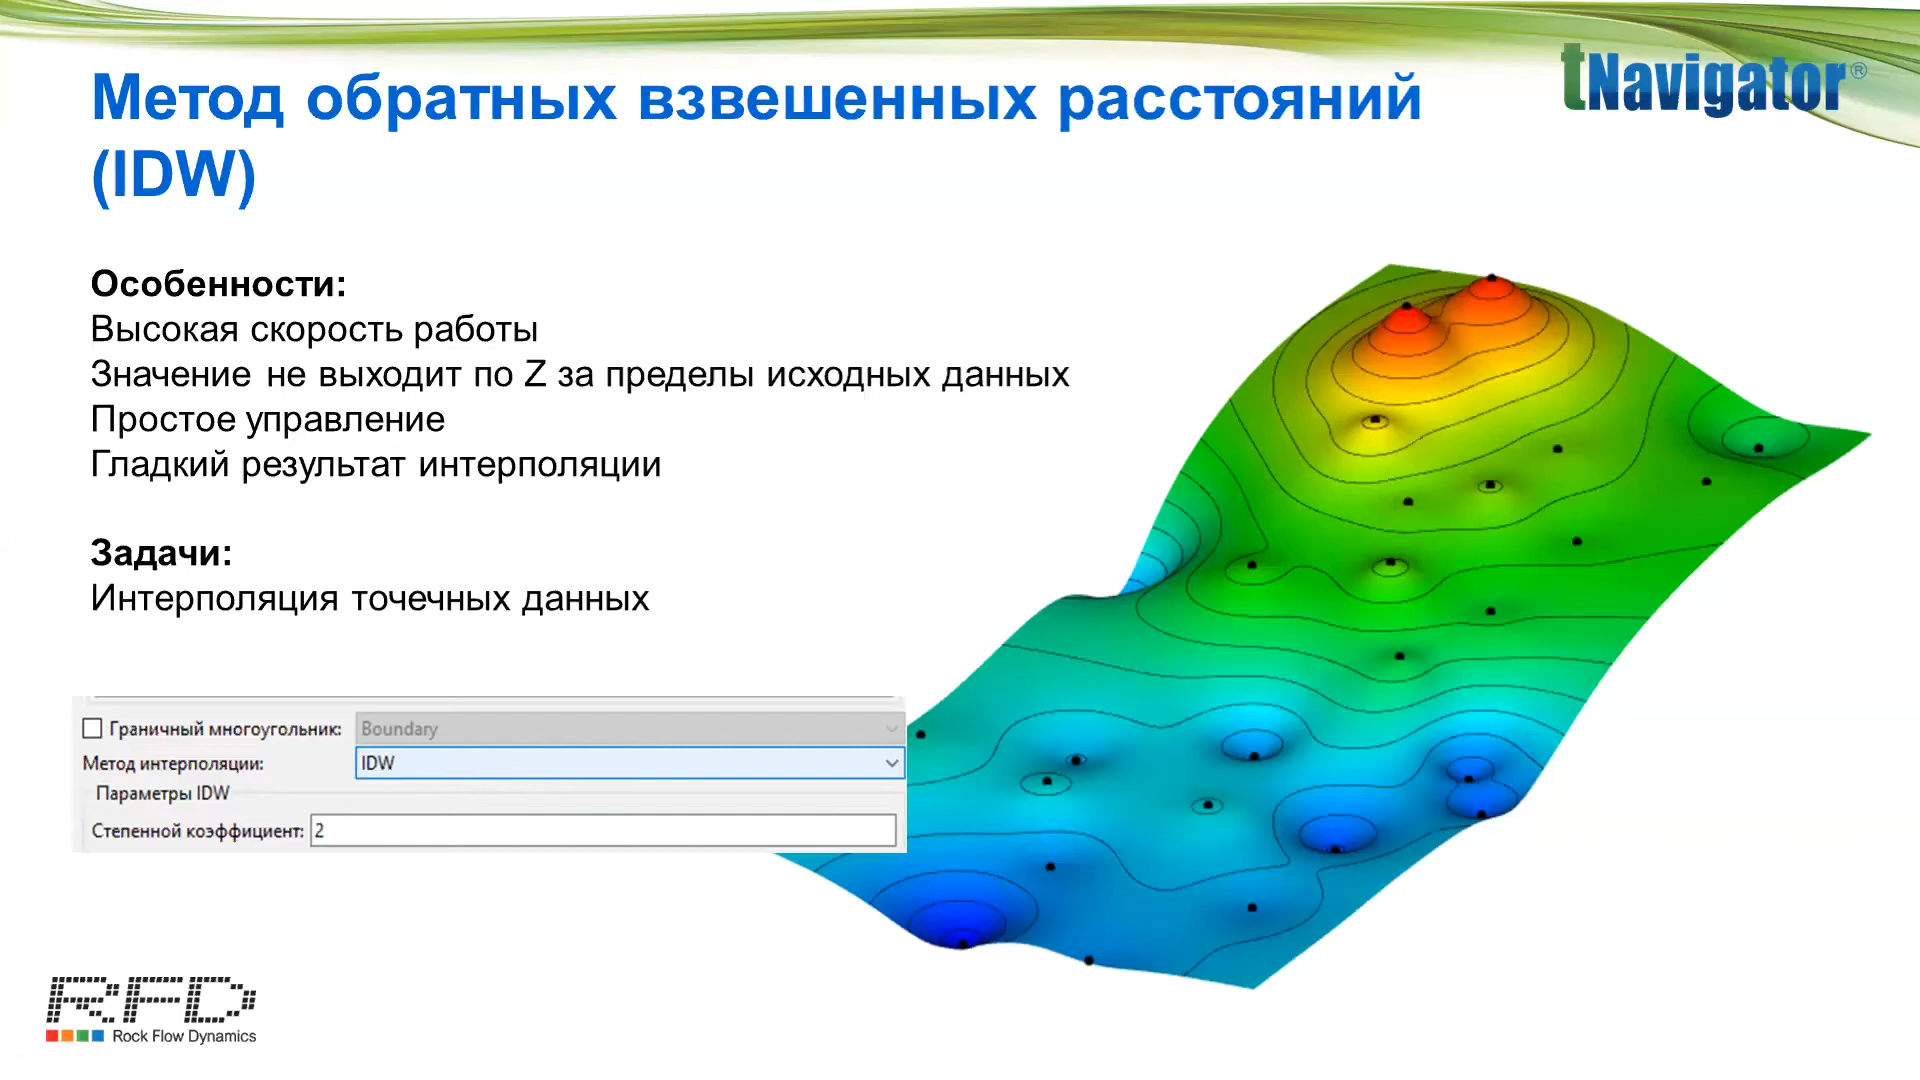 Метод обратных взвешенных расстояний
(IDW)
tNavigator®
Особенности:
Высокая скорость работы
Значение не выходит по Z за пределы исходных данных
Простое управление
Гладкий результат интерполяции
Задачи:
Интерполяция точечных данных
Граничный многоугольник: Boundary
Метод интерполяции: IDW
Параметры IDW
Степенной коэффициент: 2
RFD
Rock Flow Dynamics